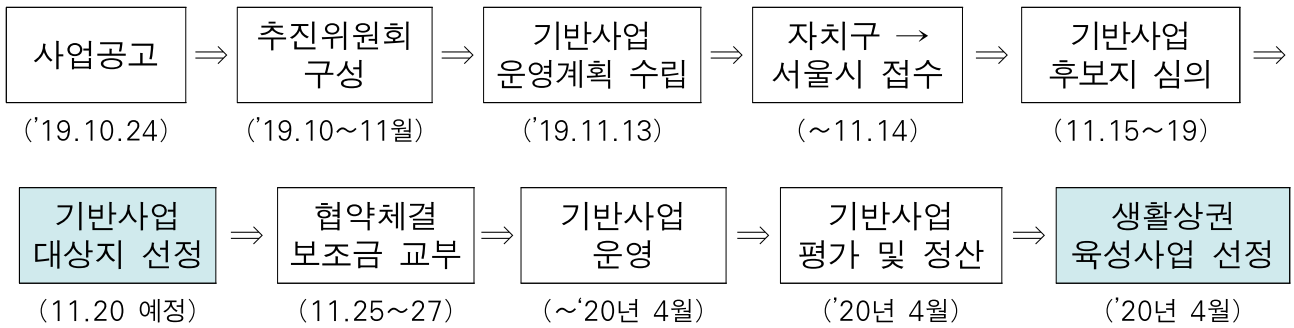 사업공고 ⇒ 추진위원회 구성 ⇒ 기반사업 운영계획 수립 ⇒ 자치구 → 서울시 접수 ⇒ 기반사업 후보지 심의 ⇒
('19.10.24) ('19.10~11월) ('19.11.13) (~11.14) (11.15~19)
기반사업 대상지 선정 ⇒ 협약체결 보조금 교부 ⇒ 기반사업 운영 ⇒ 기반사업 평가 및 정산 ⇒ 생활상권 육성사업 선정
(11.20 예정) (11.25~27) (~'20년 4월) ('20년 4월) ('20년 4월)